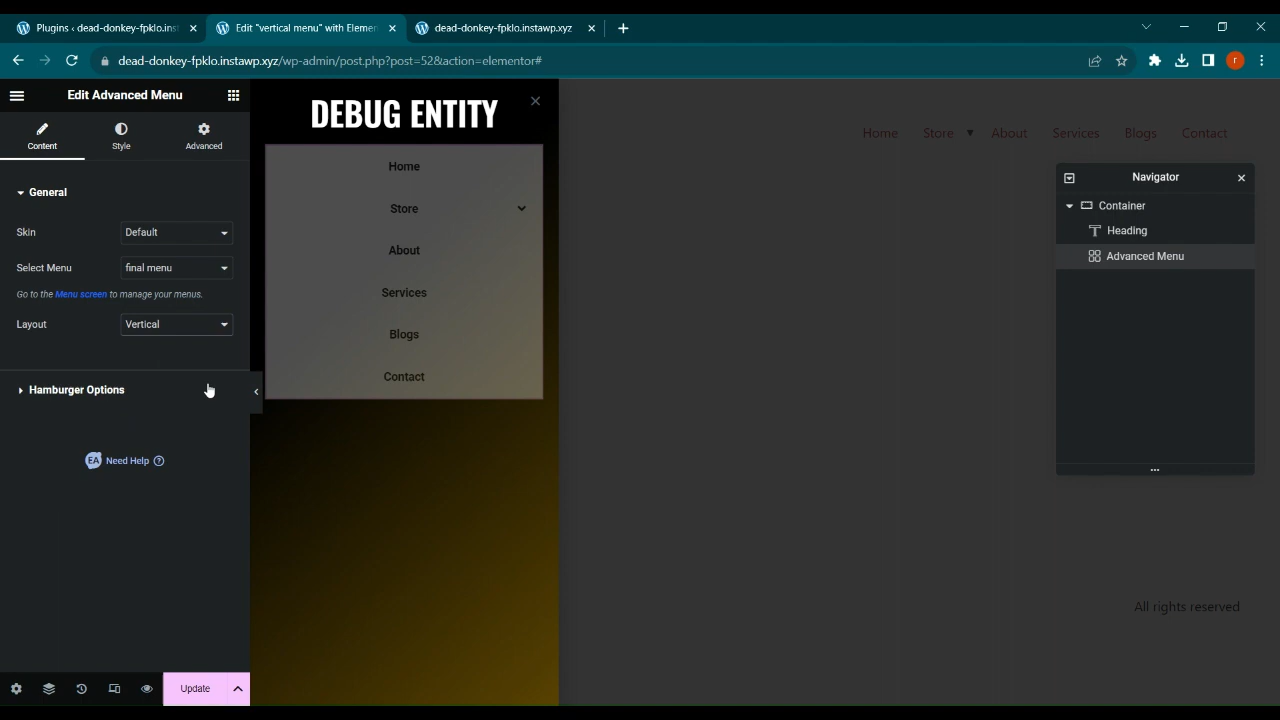 Plugins ‹ dead-donkey-fpklo.inst
Edit "vertical menu" with Elemen
dead-donkey-fpklo.instawp.xyz
dead-donkey-fpklo.instawp.xyz/wp-admin/post.php?post=52&action=elementor#
r
Edit Advanced Menu
Content
Style
Advanced
General
Skin
Default
Select Menu
final menu
Go to the Menu screen to manage your menus.
Layout
Vertical
Hamburger Options
EA Need Help ?
Update
DEBUG ENTITY
Home
Store
About
Services
Blogs
Contact
Home Store ▾ About Services Blogs Contact
Navigator
Container
Heading
Advanced Menu
All rights reserved